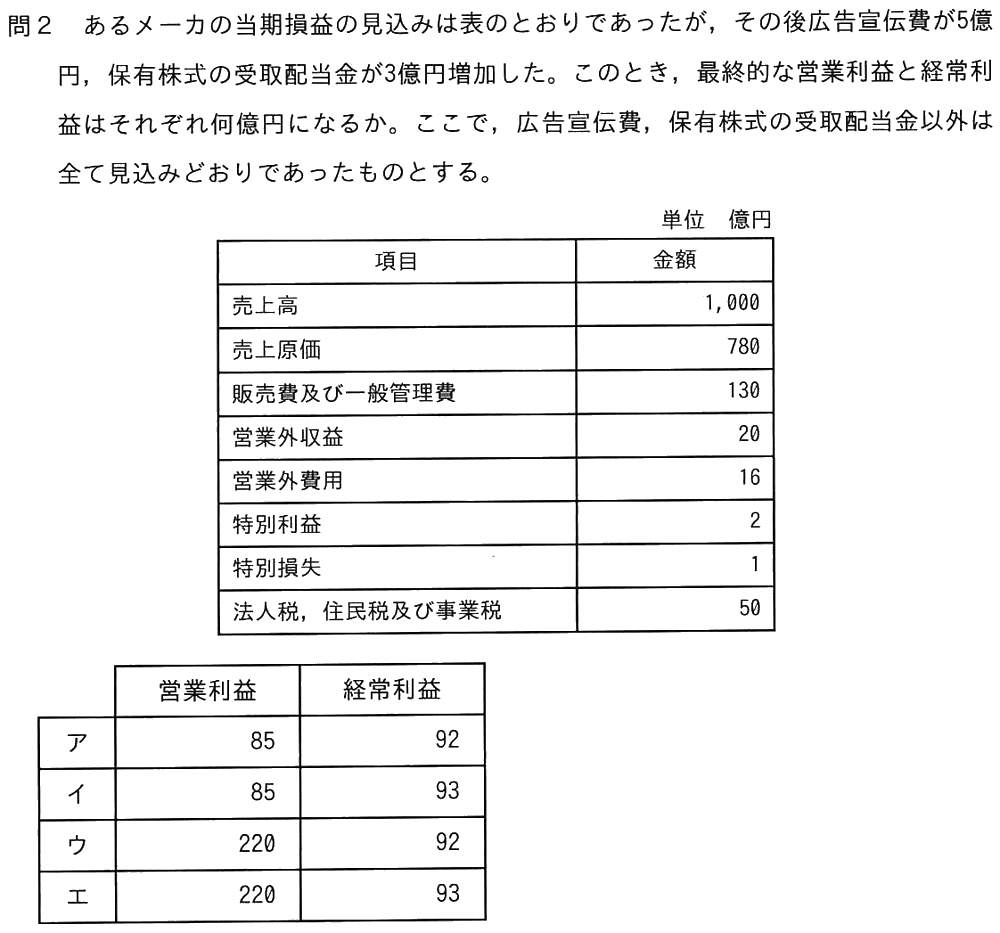 問2 あるメーカの当期損益の見込みは表のとおりであったが，その後広告宣伝費が5億
円，保有株式の受取配当金が3億円増加した。このとき，最終的な営業利益と経常利
益はそれぞれ何億円になるか。ここで，広告宣伝費，保有株式の受取配当金以外は
全て見込みどおりであったものとする。
単位 億円
項目 金額
売上高 1,000
売上原価 780
販売費及び一般管理費 130
営業外収益 20
営業外費用 16
特別利益 2
特別損失 1
法人税，住民税及び事業税 50
営業利益 経常利益
ア 85 92
イ 85 93
ウ 220 92
エ 220 93